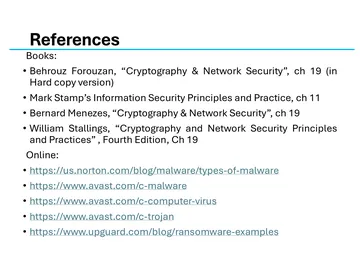 References
Books:
• Behrouz Forouzan, “Cryptography & Network Security”, ch 19 (in
Hard copy version)
• Mark Stamp’s Information Security Principles and Practice, ch 11
• Bernard Menezes, “Cryptography & Network Security”, ch 19
• William Stallings, “Cryptography and Network Security Principles
and Practices” , Fourth Edition, Ch 19
Online:
• https://us.norton.com/blog/malware/types-of-malware
• https://www.avast.com/c-malware
• https://www.avast.com/c-computer-virus
• https://www.avast.com/c-trojan
• https://www.upguard.com/blog/ransomware-examples